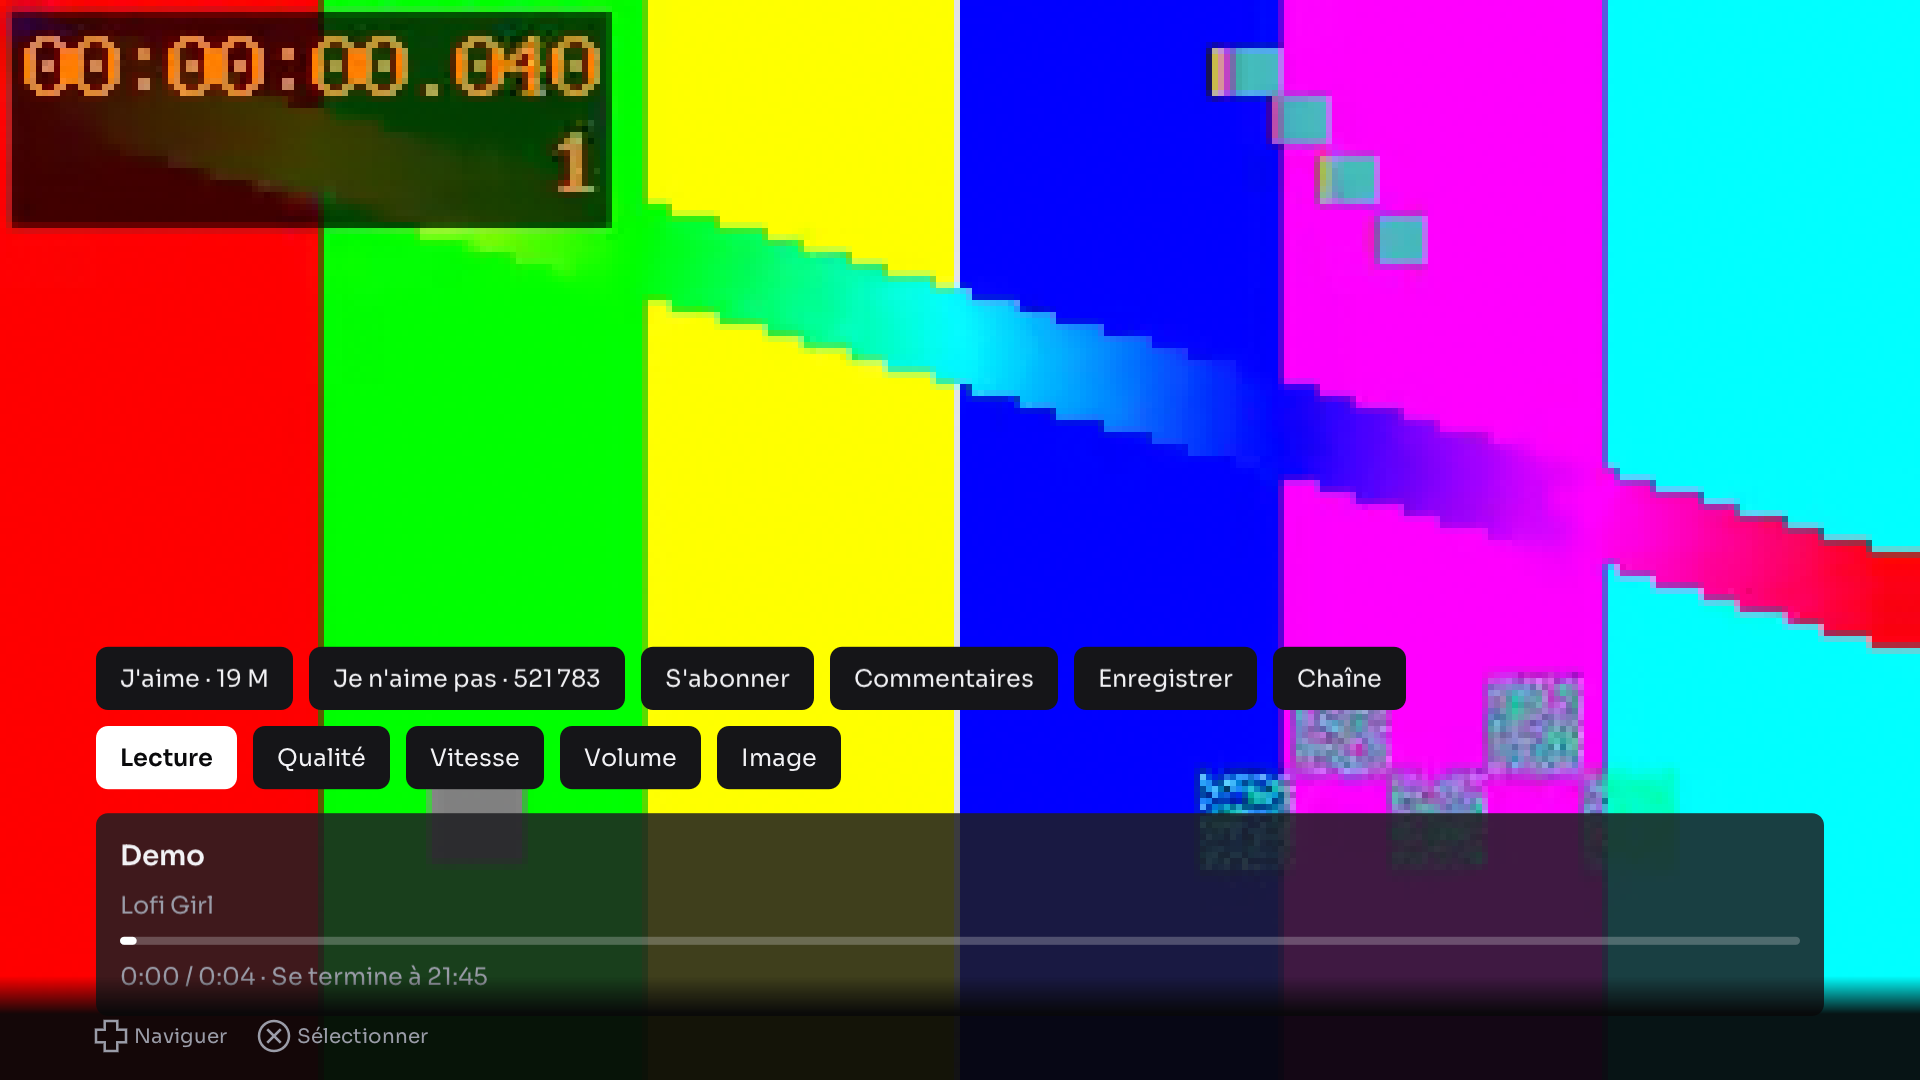 00:00:00.040
1
J'aime · 19 M
Je n'aime pas · 521 783
S'abonner
Commentaires
Enregistrer
Chaîne
Lecture
Qualité
Vitesse
Volume
Image
Demo
Lofi Girl
0:00 / 0:04 · Se termine à 21:45
Naviguer
Sélectionner